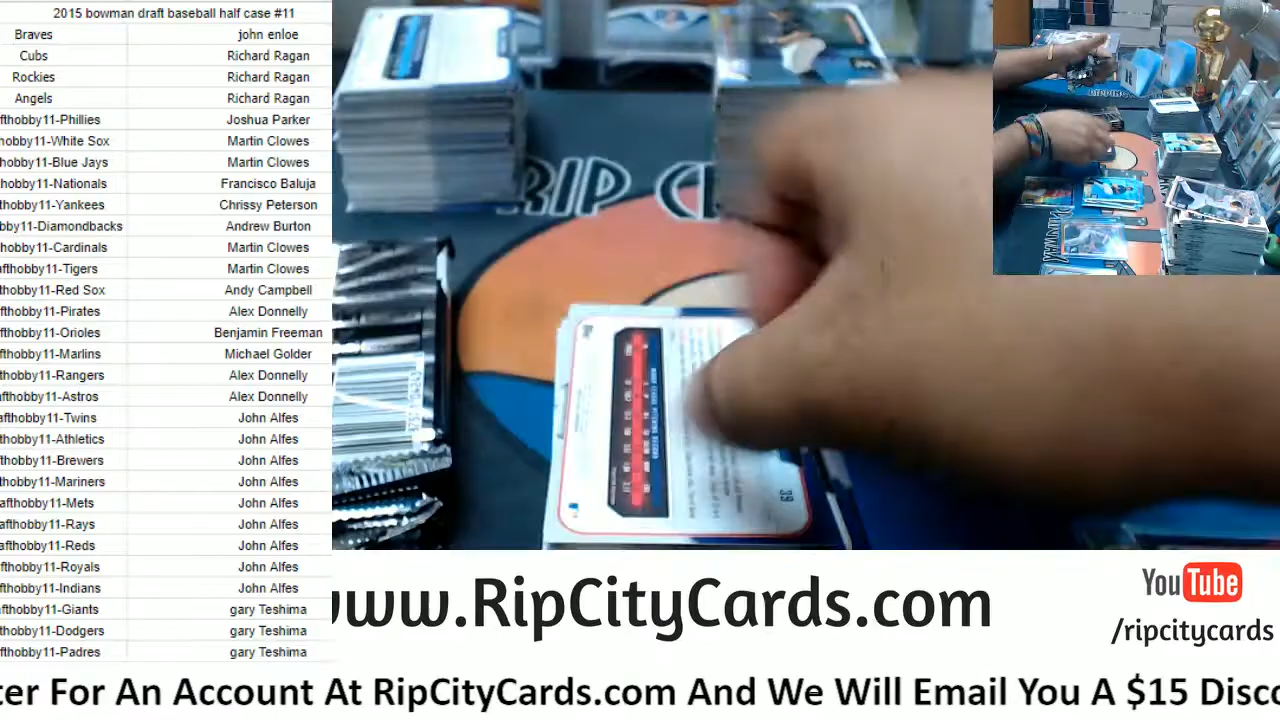 2015 bowman draft baseball half case #11
Braves john enloe
Cubs Richard Ragan
Rockies Richard Ragan
Angels Richard Ragan
fthobby11-Phillies Joshua Parker
hobby11-White Sox Martin Clowes
hobby11-Blue Jays Martin Clowes
hobby11-Nationals Francisco Baluja
fthobby11-Yankees Chrissy Peterson
bby11-Diamondbacks Andrew Burton
hobby11-Cardinals Martin Clowes
afthobby11-Tigers Martin Clowes
thobby11-Red Sox Andy Campbell
fthobby11-Pirates Alex Donnelly
fthobby11-Orioles Benjamin Freeman
fthobby11-Marlins Michael Golder
fthobby11-Rangers Alex Donnelly
afthobby11-Astros Alex Donnelly
afthobby11-Twins John Alfes
thobby11-Athletics John Alfes
fthobby11-Brewers John Alfes
thobby11-Mariners John Alfes
afthobby11-Mets John Alfes
afthobby11-Rays John Alfes
afthobby11-Reds John Alfes
fthobby11-Royals John Alfes
fthobby11-Indians John Alfes
fthobby11-Giants gary Teshima
thobby11-Dodgers gary Teshima
fthobby11-Padres gary Teshima
RIP C
39
www.RipCityCards.com
YouTube
/ripcitycards
ter For An Account At RipCityCards.com And We Will Email You A $15 Disco